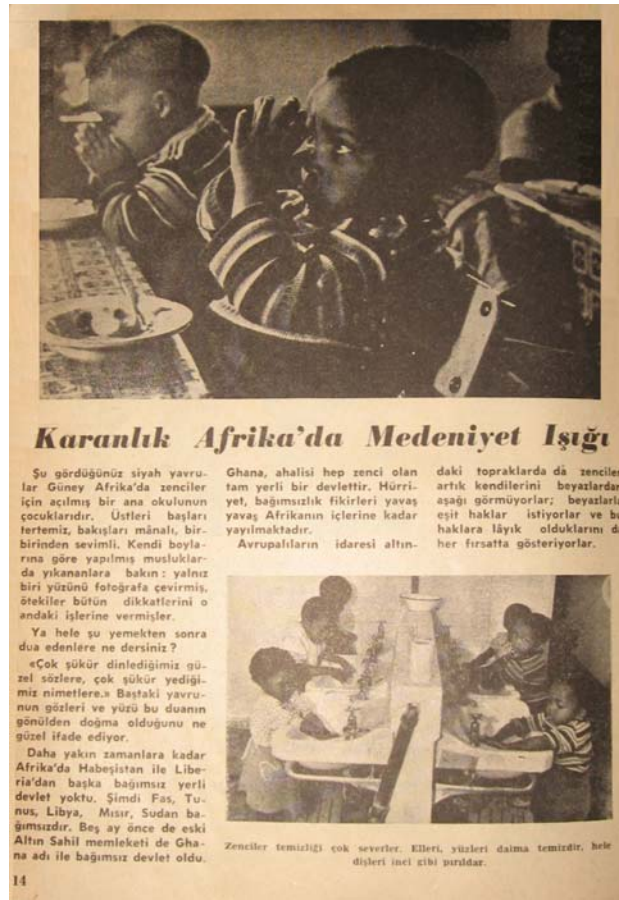 Karanlık Afrika'da Medeniyet Işığı
Şu gördüğünüz siyah yavru-
lar Güney Afrika'da zenciler
için açılmış bir ana okulunun
çocuklarıdır. Üstleri başları
tertemiz, bakışları mânalı, bir-
birinden sevimli. Kendi boyla-
rına göre yapılmış musluklar-
da yıkananlara bakın : yalnız
biri yüzünü fotoğrafa çevirmiş,
ötekiler bütün dikkatlerini o
andaki işlerine vermişler.
Ya hele şu yemekten sonra
dua edenlere ne dersiniz ?
«Çok şükür dinlediğimiz gü-
zel sözlere, çok şükür yediği-
miz nimetlere.» Baştaki yavru-
nun gözleri ve yüzü bu duanın
gönülden doğma olduğunu ne
güzel ifade ediyor.
Daha yakın zamanlara kadar
Afrika'da Habeşistan ile Libe-
ria'dan başka bağımsız yerli
devlet yoktu. Şimdi Fas, Tu-
nus, Libya, Mısır, Sudan ba-
ğımsızdır. Beş ay önce de eski
Altın Sahil memleketi de Gha-
na adı ile bağımsız devlet oldu.
Ghana, ahalisi hep zenci olan
tam yerli bir devlettir. Hürri-
yet, bağımsızlık fikirleri yavaş
yavaş Afrikanın içlerine kadar
yayılmaktadır.
Avrupalıların idaresi altın-
daki topraklarda da zenciler
artık kendilerini beyazlardan
aşağı görmüyorlar; beyazlarla
eşit haklar istiyorlar ve bu
haklara lâyık olduklarını da
her fırsatta gösteriyorlar.
Zenciler temizliği çok severler. Elleri, yüzleri daima temizdir, hele
dişleri inci gibi pırıldar.
14